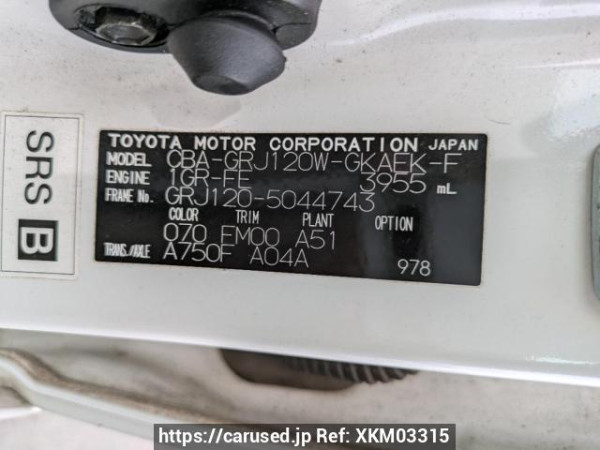 SRS B
TOYOTA MOTOR CORPORATION JAPAN
MODEL CBA-GRJ120W-GKAEK-F
ENGINE 1GR-FE 3955 mL
FRAME No. GRJ120-5044743
COLOR TRIM PLANT OPTION
070 FM00 A51
TRANS./AXLE A750F A04A 978
https://carused.jp Ref: XKM03315